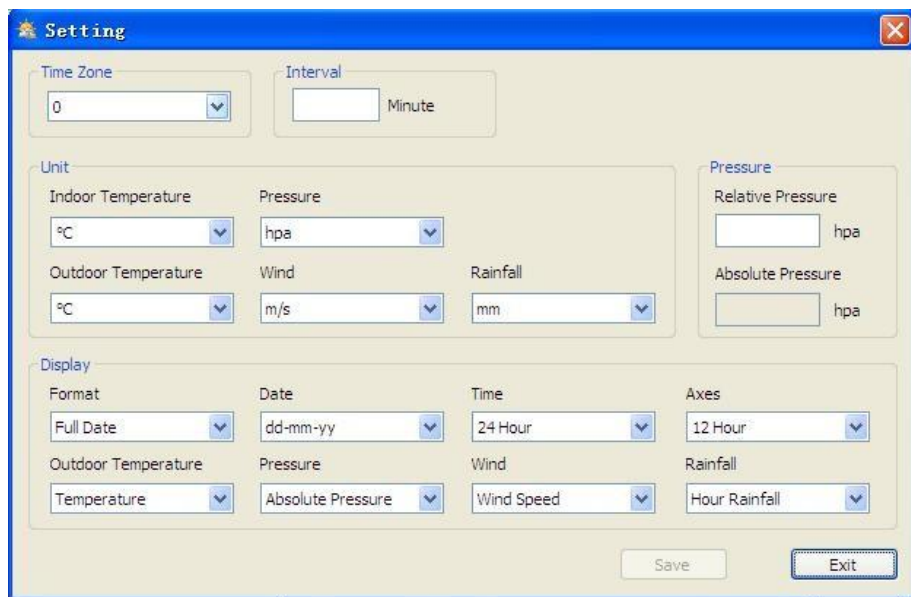 Setting
Time Zone Interval
0 Minute
Unit Pressure
Indoor Temperature Pressure Relative Pressure
°C hpa hpa
Outdoor Temperature Wind Rainfall Absolute Pressure
°C m/s mm hpa
Display
Format Date Time Axes
Full Date dd-mm-yy 24 Hour 12 Hour
Outdoor Temperature Pressure Wind Rainfall
Temperature Absolute Pressure Wind Speed Hour Rainfall
Save Exit